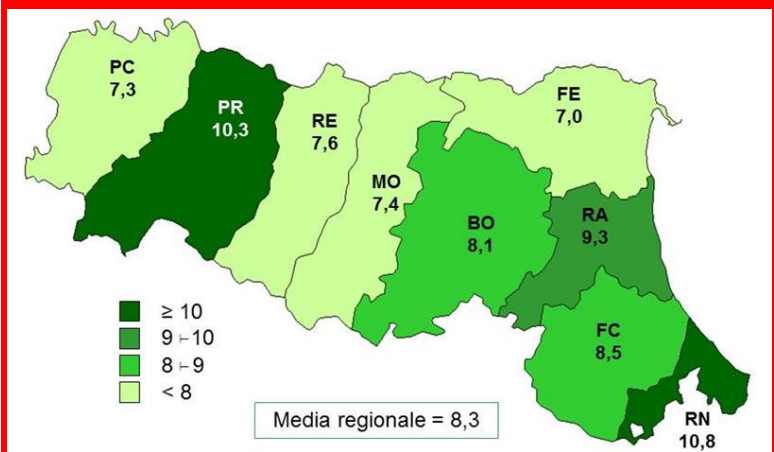 PC
7,3
PR
10,3
RE
7,6
MO
7,4
FE
7,0
BO
8,1
RA
9,3
FC
8,5
RN
10,8
≥ 10
9 ⊢10
8 ⊢9
< 8
Media regionale = 8,3